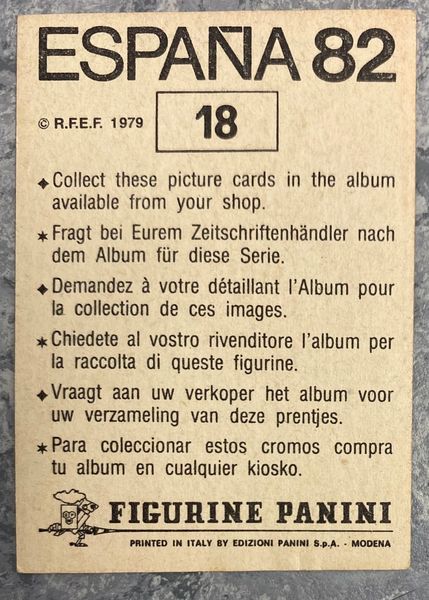 ESPAÑA 82
© R.F.E.F. 1979
18
✦ Collect these picture cards in the album
available from your shop.
✶ Fragt bei Eurem Zeitschriftenhändler nach
dem Album für diese Serie.
✦ Demandez à votre détaillant l'Album pour
la collection de ces images.
✶ Chiedete al vostro rivenditore l'album per
la raccolta di queste figurine.
✦ Vraagt aan uw verkoper het album voor
uw verzameling van deze prentjes.
✶ Para coleccionar estos cromos compra
tu album en cualquier kiosko.
FIGURINE PANINI
PRINTED IN ITALY BY EDIZIONI PANINI S.p.A. - MODENA